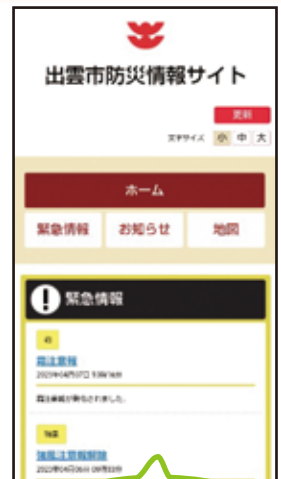 出雲市防災情報サイト
更新
文字サイズ 小 中 大
ホーム
緊急情報 お知らせ 地図
緊急情報
霜注意報
霜注意報が発令されました。
強風注意報解除